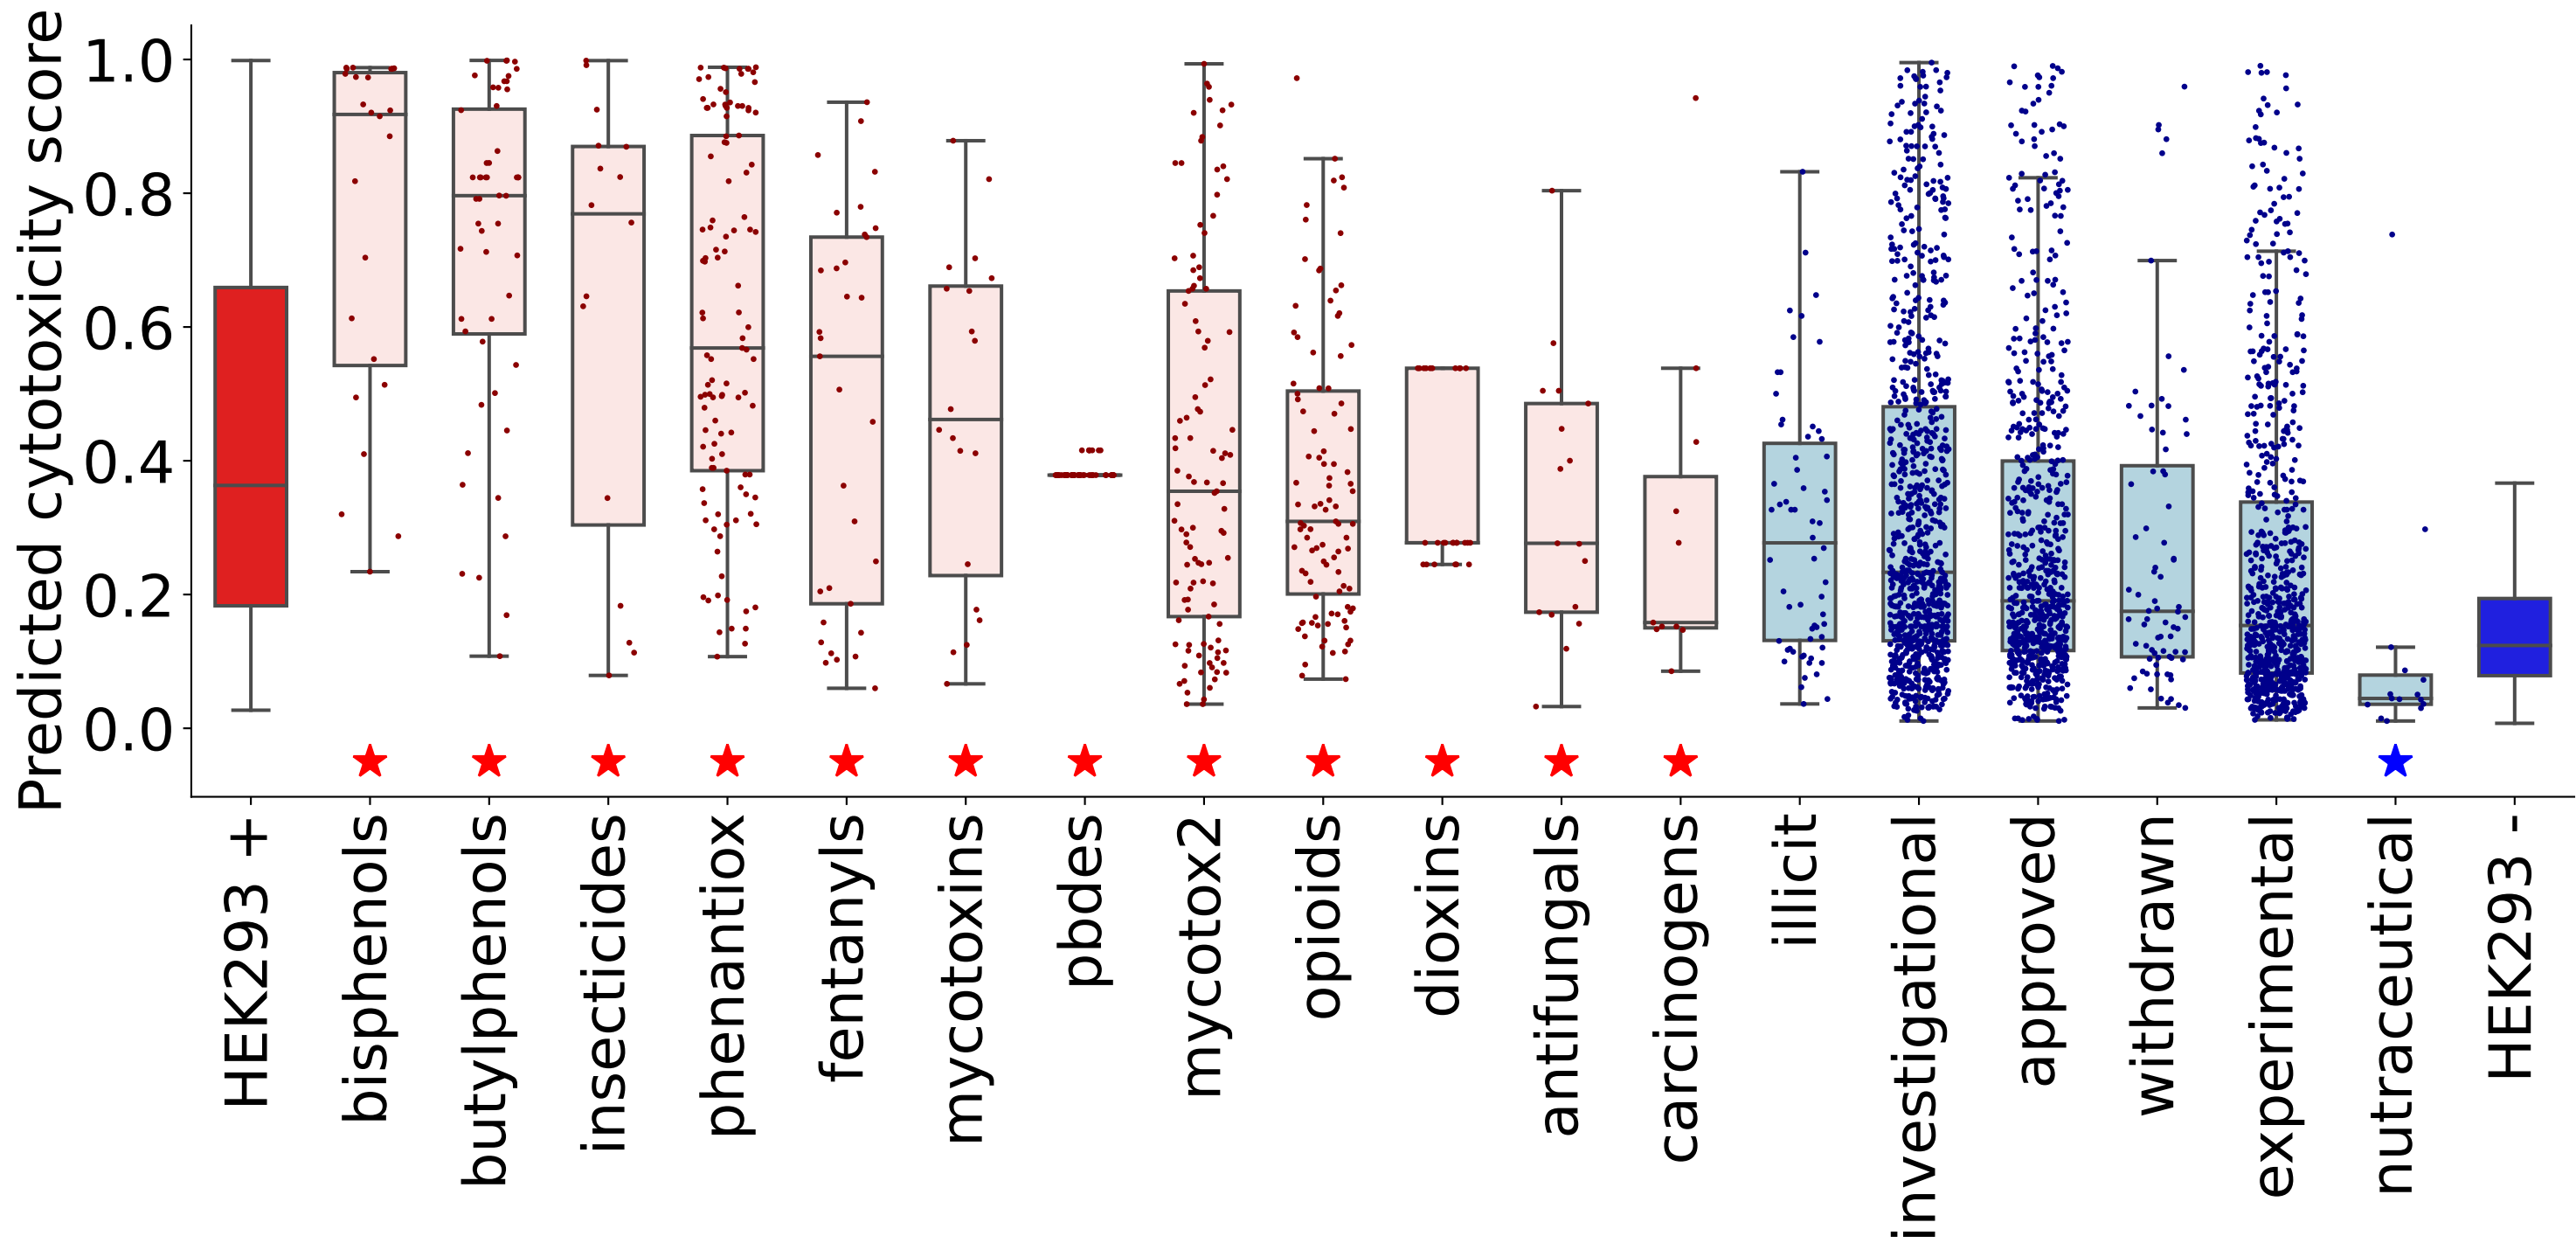 Predicted cytotoxicity score
1.0
0.8
0.6
0.4
0.2
0.0
HEK293 +
bisphenols
butylphenols
insecticides
phenantiox
fentanyls
mycotoxins
pbdes
mycotox2
opioids
dioxins
antifungals
carcinogens
illicit
investigational
approved
withdrawn
experimental
nutraceutical
HEK293 -